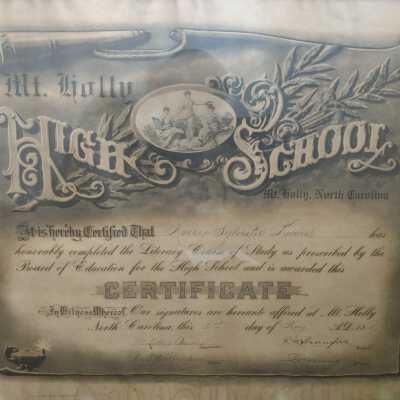 Mt. Holly
HIGH SCHOOL
Mt. Holly, North Carolina
It is hereby Certified That has
honorably completed the Literary Course of Study as prescribed by the
Board of Education for the High School and is awarded this
CERTIFICATE
In Witness Whereof, Our signatures are hereunto affixed at Mt. Holly
North Carolina, this day of May A.D.